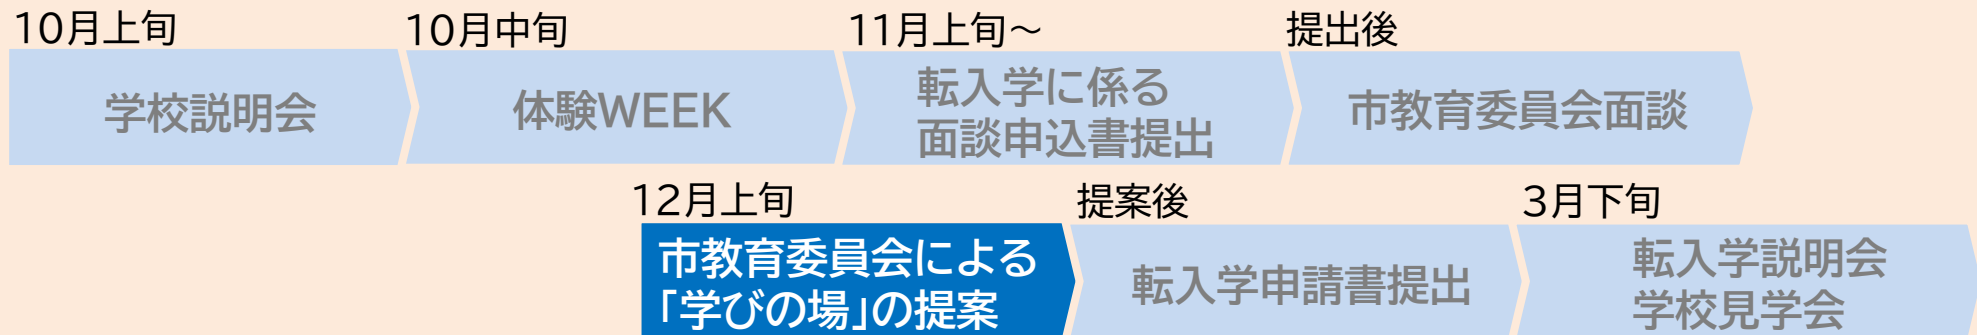 10月上旬
学校説明会
10月中旬
体験WEEK
11月上旬～
転入学に係る
面談申込書提出
提出後
市教育委員会面談
12月上旬
市教育委員会による
「学びの場」の提案
提案後
転入学申請書提出
3月下旬
転入学説明会
学校見学会